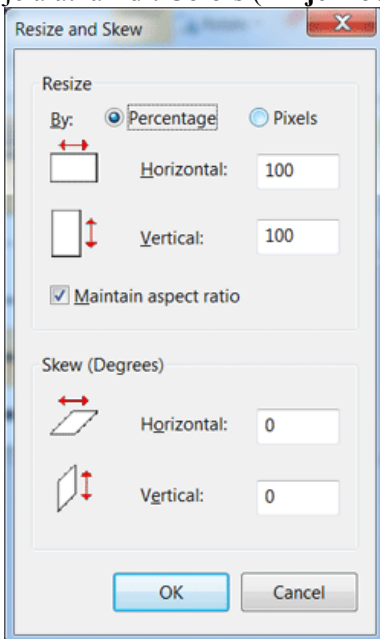 Resize and Skew
Resize
By: Percentage Pixels
Horizontal: 100
Vertical: 100
Maintain aspect ratio
Skew (Degrees)
Horizontal: 0
Vertical: 0
OK Cancel